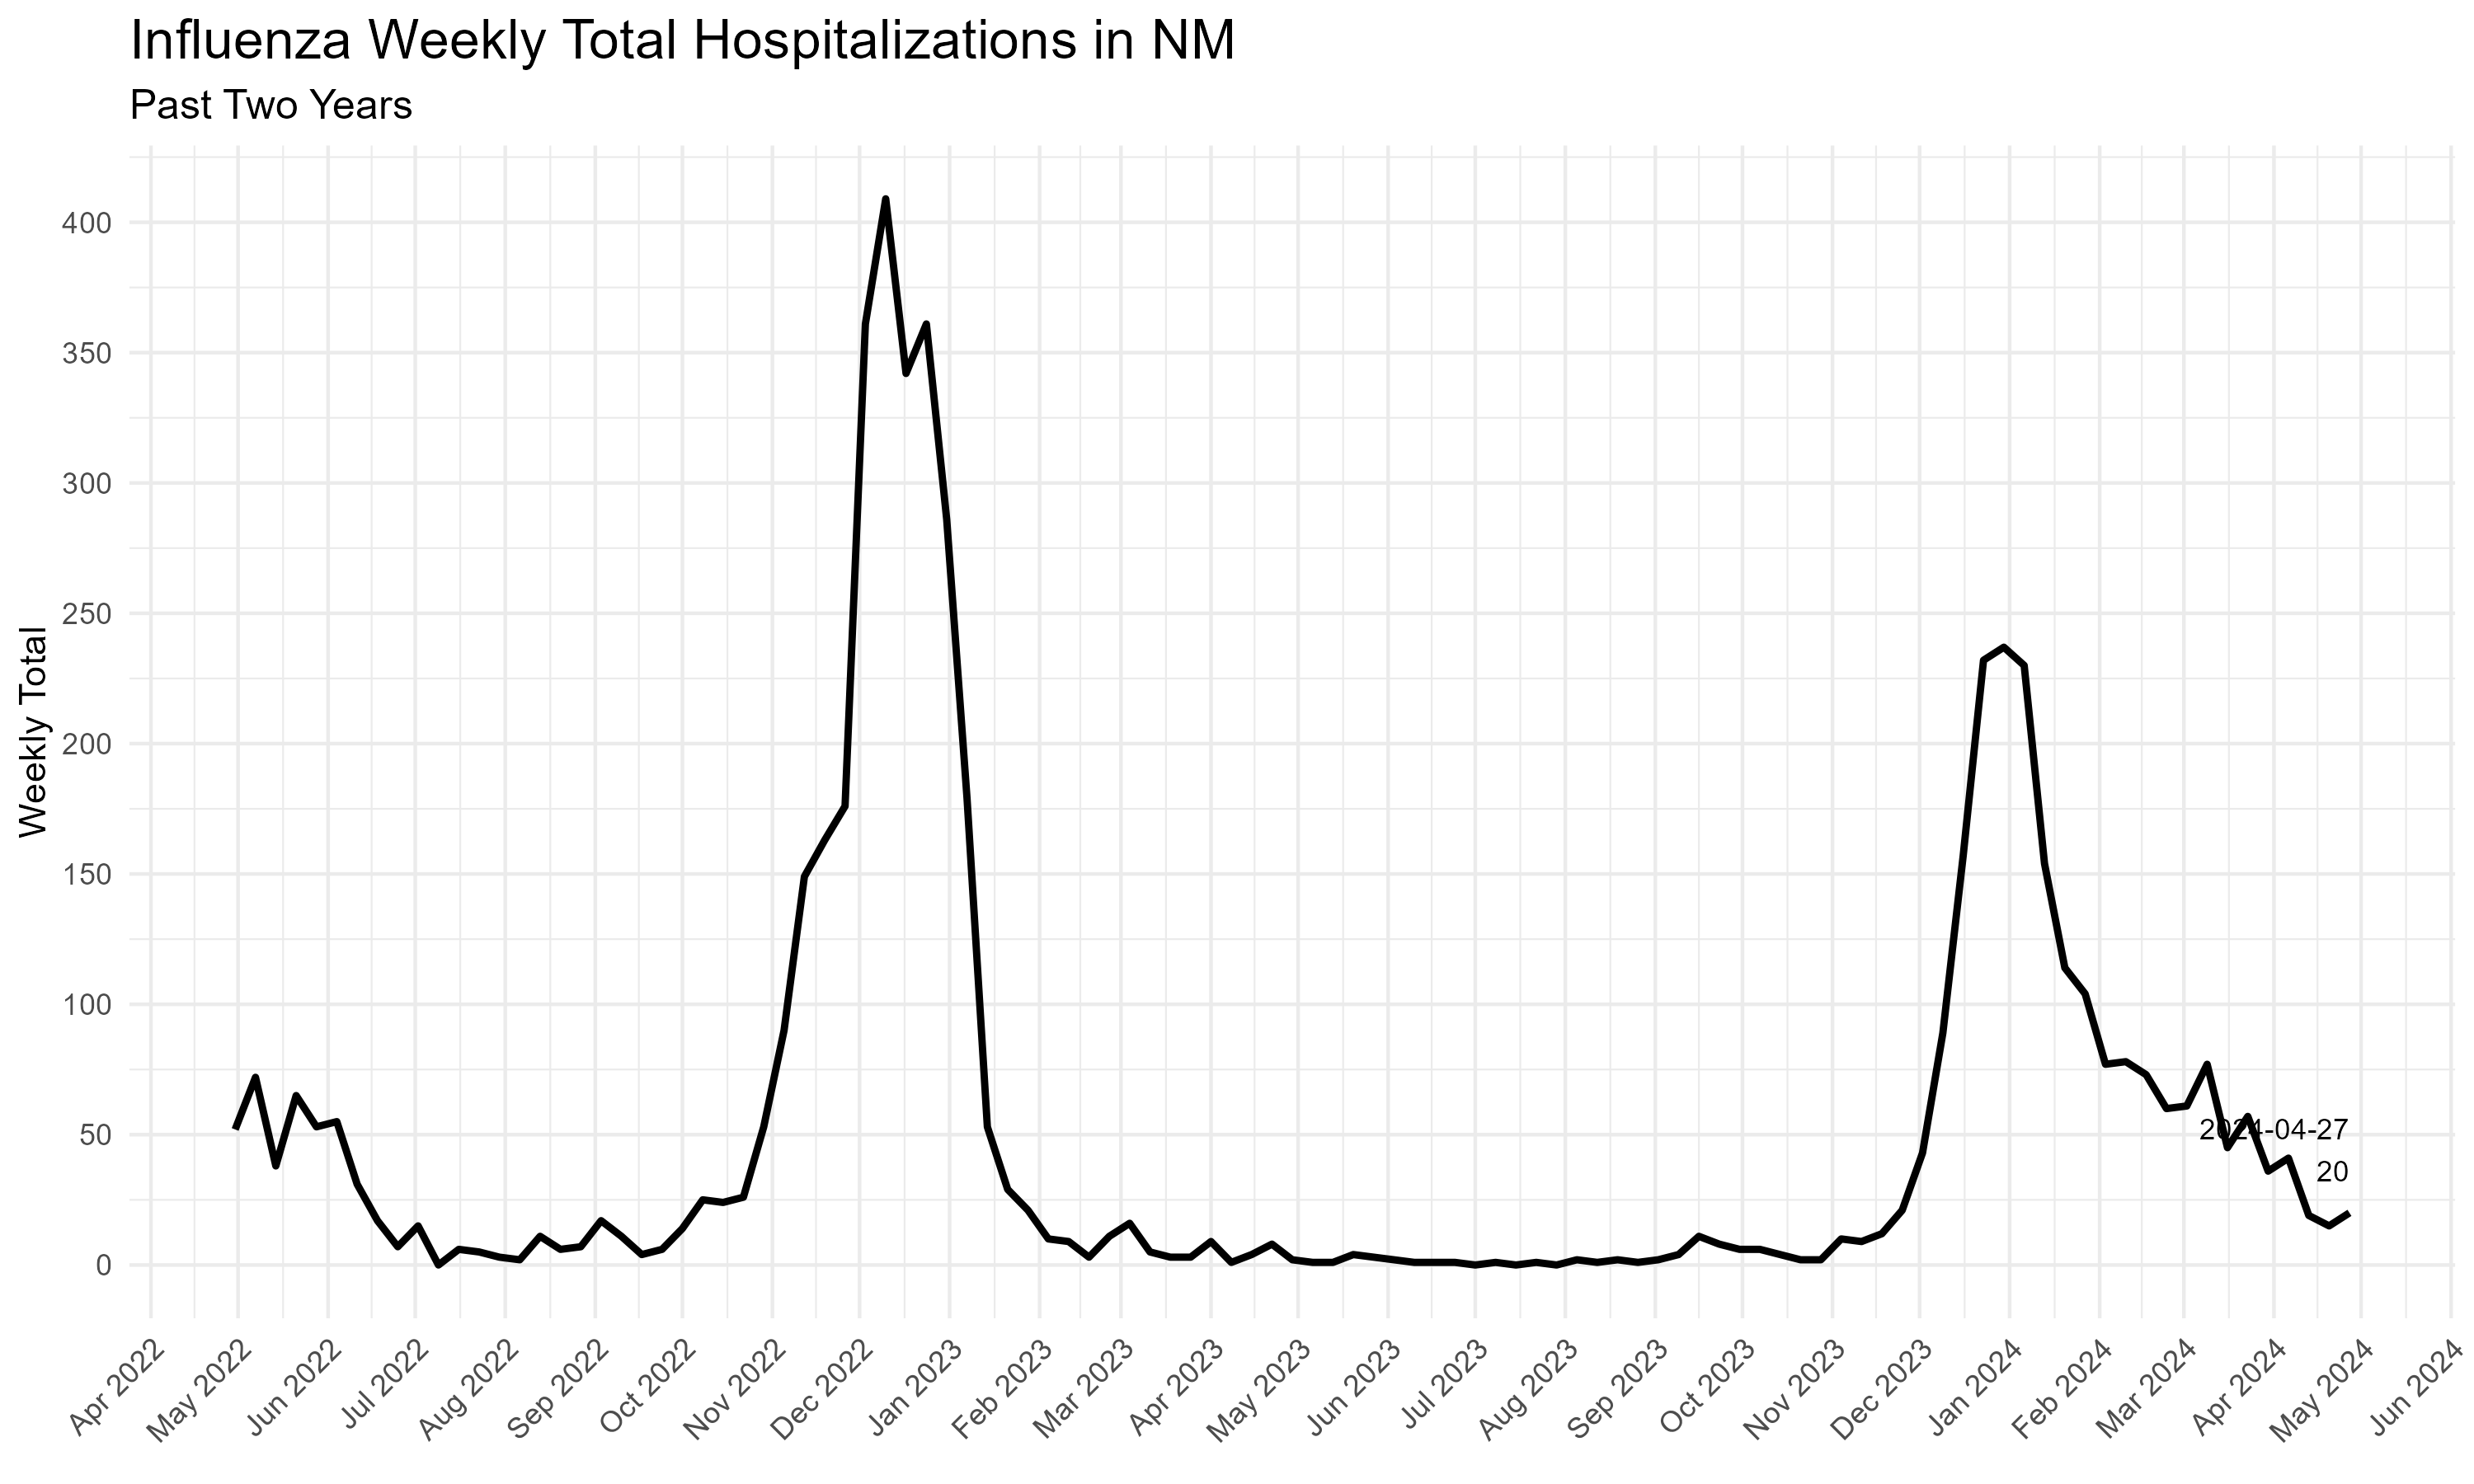 Influenza Weekly Total Hospitalizations in NM
Past Two Years
Weekly Total
400
350
300
250
200
150
100
50
0
2024-04-27
20
Apr 2022
May 2022
Jun 2022
Jul 2022
Aug 2022
Sep 2022
Oct 2022
Nov 2022
Dec 2022
Jan 2023
Feb 2023
Mar 2023
Apr 2023
May 2023
Jun 2023
Jul 2023
Aug 2023
Sep 2023
Oct 2023
Nov 2023
Dec 2023
Jan 2024
Feb 2024
Mar 2024
Apr 2024
May 2024
Jun 2024